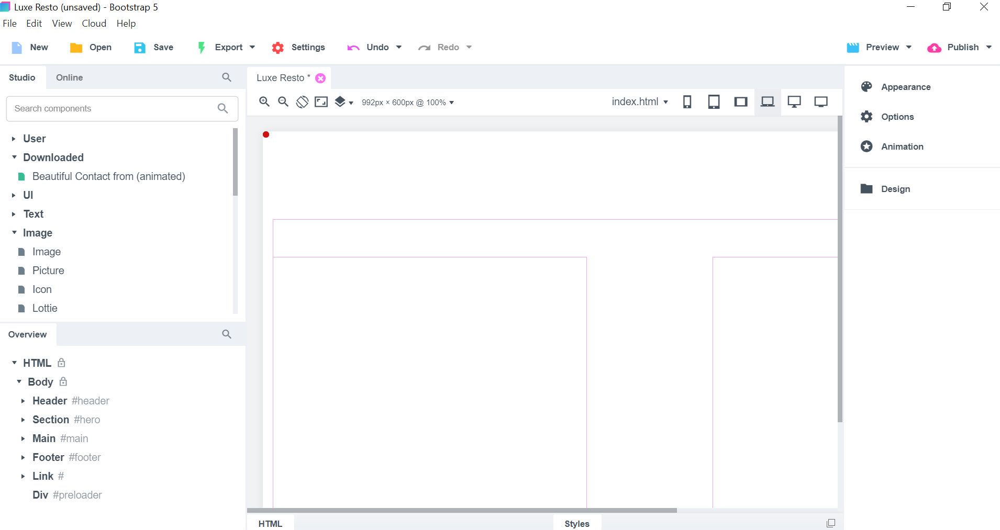 Luxe Resto (unsaved) - Bootstrap 5
File Edit View Cloud Help
New Open Save Export Settings Undo Redo Preview Publish
Studio Online
Search components
User
Downloaded
Beautiful Contact from (animated)
UI
Text
Image
Image
Picture
Icon
Lottie
Overview
HTML
Body
Header #header
Section #hero
Main #main
Footer #footer
Link #
Div #preloader
Luxe Resto *
992px × 600px @ 100% index.html
HTML Styles
Appearance
Options
Animation
Design